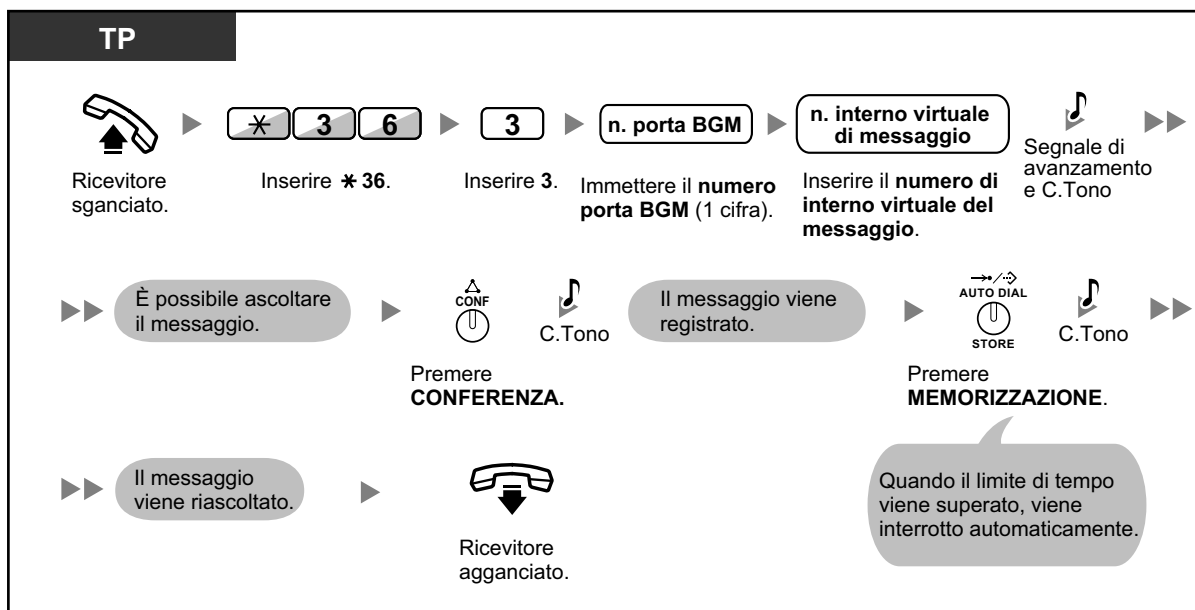 TP
✳ 3 6
3
n. porta BGM
n. interno virtuale
di messaggio
Ricevitore
sganciato.
Inserire ✳ 36.
Inserire 3.
Immettere il numero
porta BGM (1 cifra).
Inserire il numero di
interno virtuale del
messaggio.
Segnale di
avanzamento
e C.Tono
È possibile ascoltare
il messaggio.
CONF
Premere
CONFERENZA.
C.Tono
Il messaggio viene
registrato.
AUTO DIAL
STORE
Premere
MEMORIZZAZIONE.
C.Tono
Quando il limite di tempo
viene superato, viene
interrotto automaticamente.
Il messaggio
viene riascoltato.
Ricevitore
agganciato.